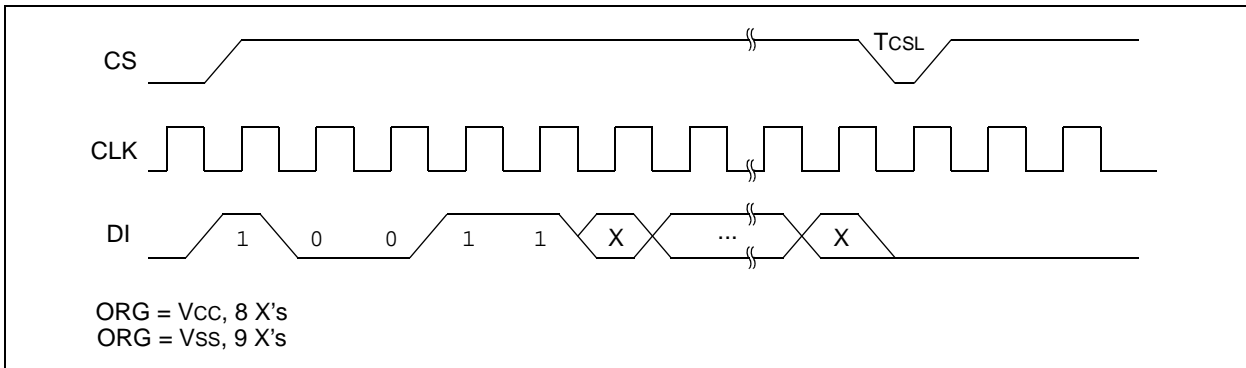 CS
TCSL
CLK
DI
1 0 0 1 1 X ... X
ORG = VCC, 8 X's
ORG = VSS, 9 X's